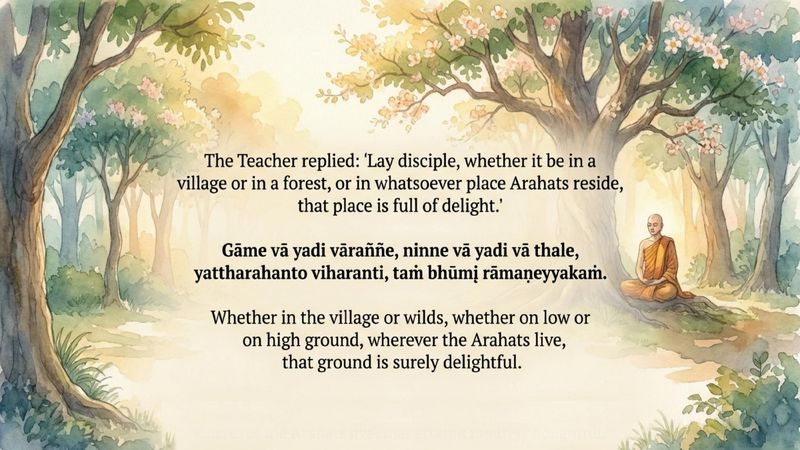 The Teacher replied: 'Lay disciple, whether it be in a
village or in a forest, or in whatsoever place Arahats reside,
that place is full of delight.'
Gāme vā yadi vāraññe, ninne vā yadi vā thale,
yattharahanto viharanti, taṁ bhūmị rāmaṇeyyakaṁ.
Whether in the village or wilds, whether on low or
on high ground, wherever the Arahats live,
that ground is surely delightful.